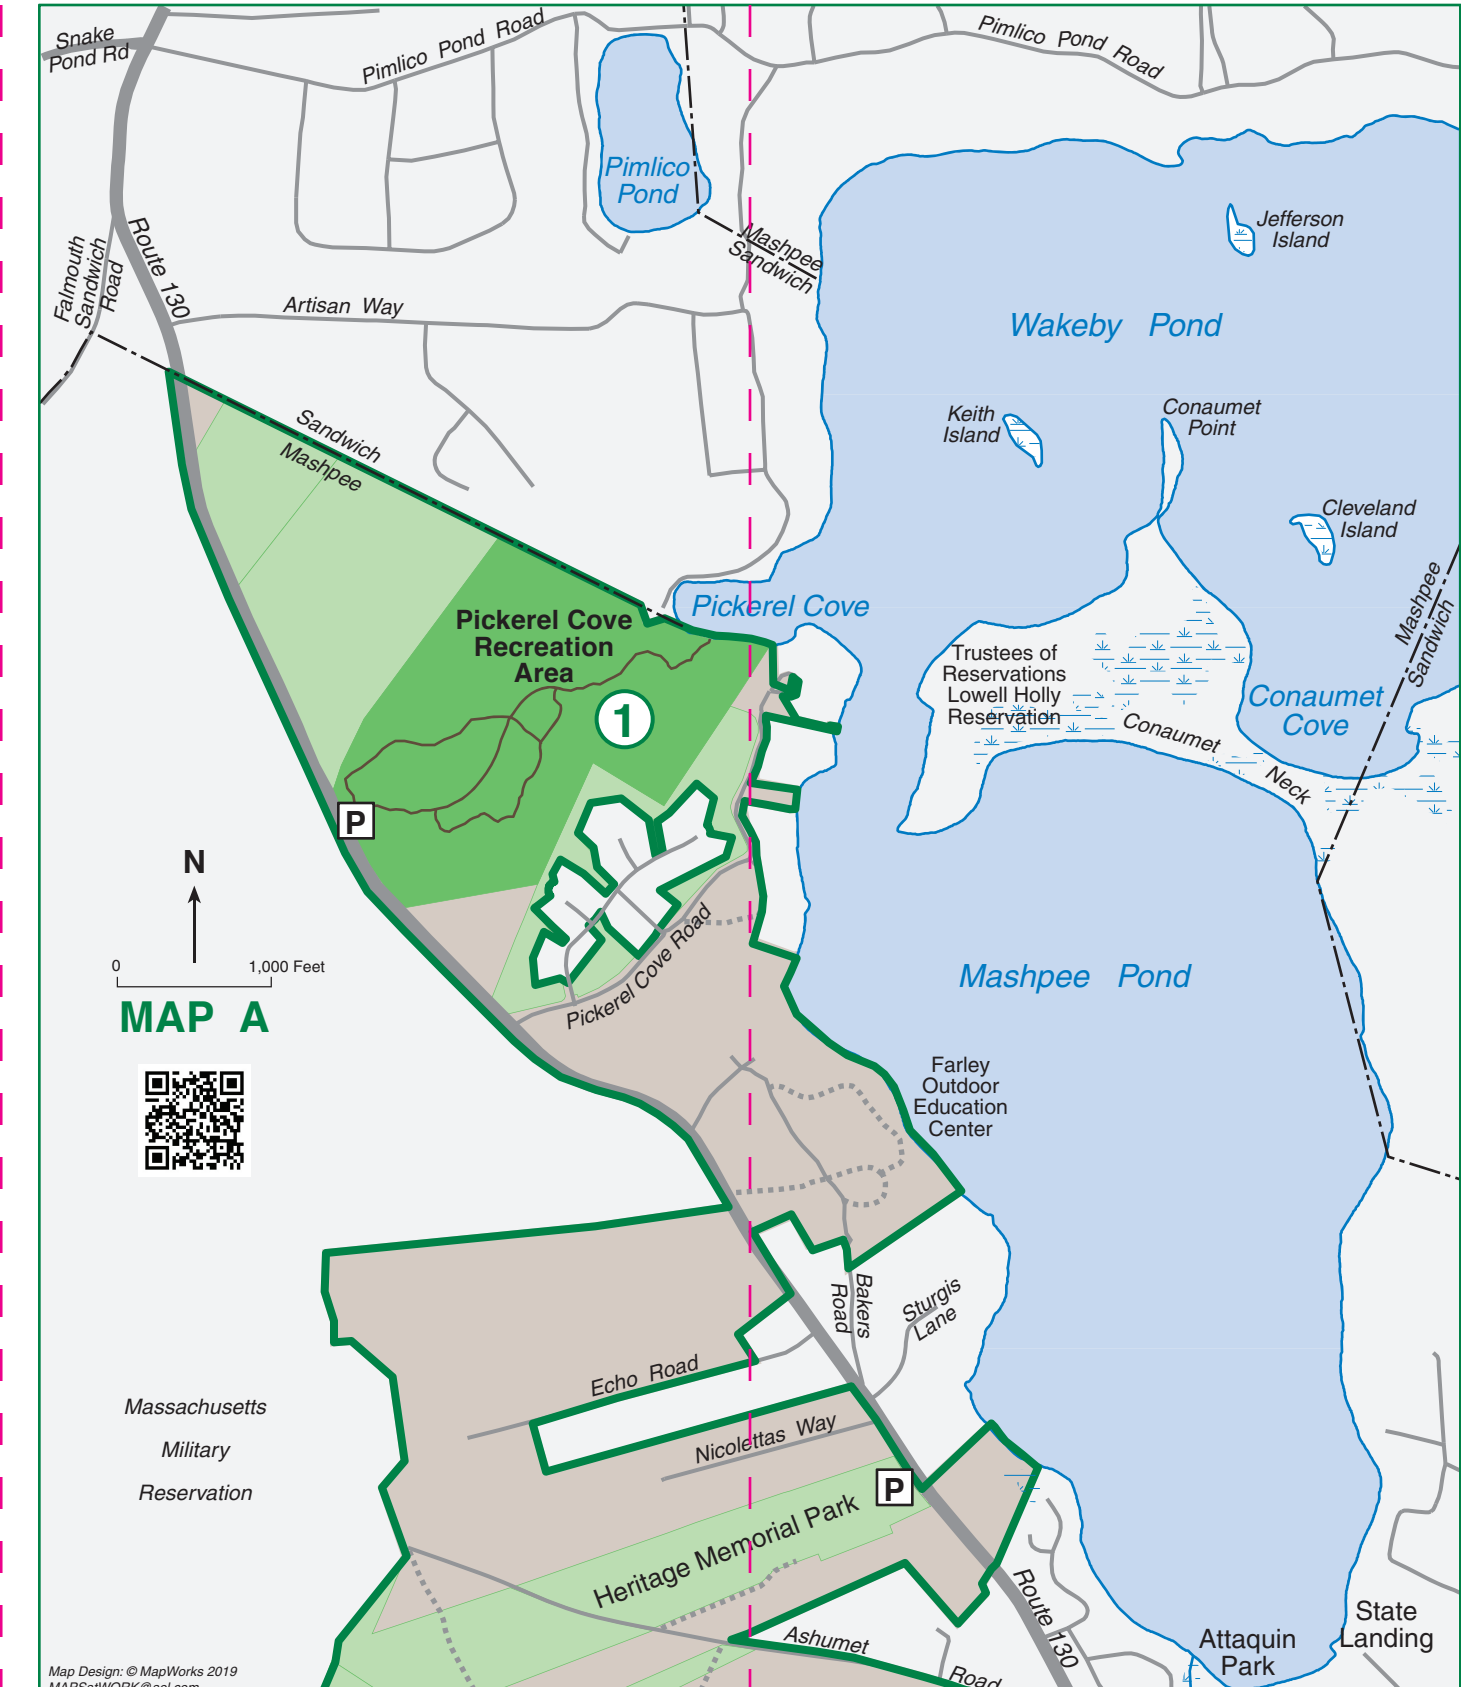 Snake
Pond Rd
Pimlico Pond Road
Pimlico Pond Road
Pimlico
Pond
Mashpee
Sandwich
Jefferson
Island
Falmouth
Sandwich
Road
Route 130
Artisan Way
Wakeby Pond
Sandwich
Mashpee
Keith
Island
Conaumet
Point
Cleveland
Island
Mashpee
Sandwich
Pickerel Cove
Pickerel Cove
Recreation
Area
1
Trustees of
Reservations
Lowell Holly
Reservation
Conaumet
Neck
Conaumet
Cove
P
N
0 1,000 Feet
MAP A
Pickerel Cove Road
Mashpee Pond
Farley
Outdoor
Education
Center
Bakers
Road
Sturgis
Lane
Echo Road
Massachusetts
Military
Reservation
Nicolettas Way
P
Heritage Memorial Park
Route 130
Ashumet
Road
Attaquin
Park
State
Landing
Map Design: © MapWorks 2019
MAPSatWORK@aol.com